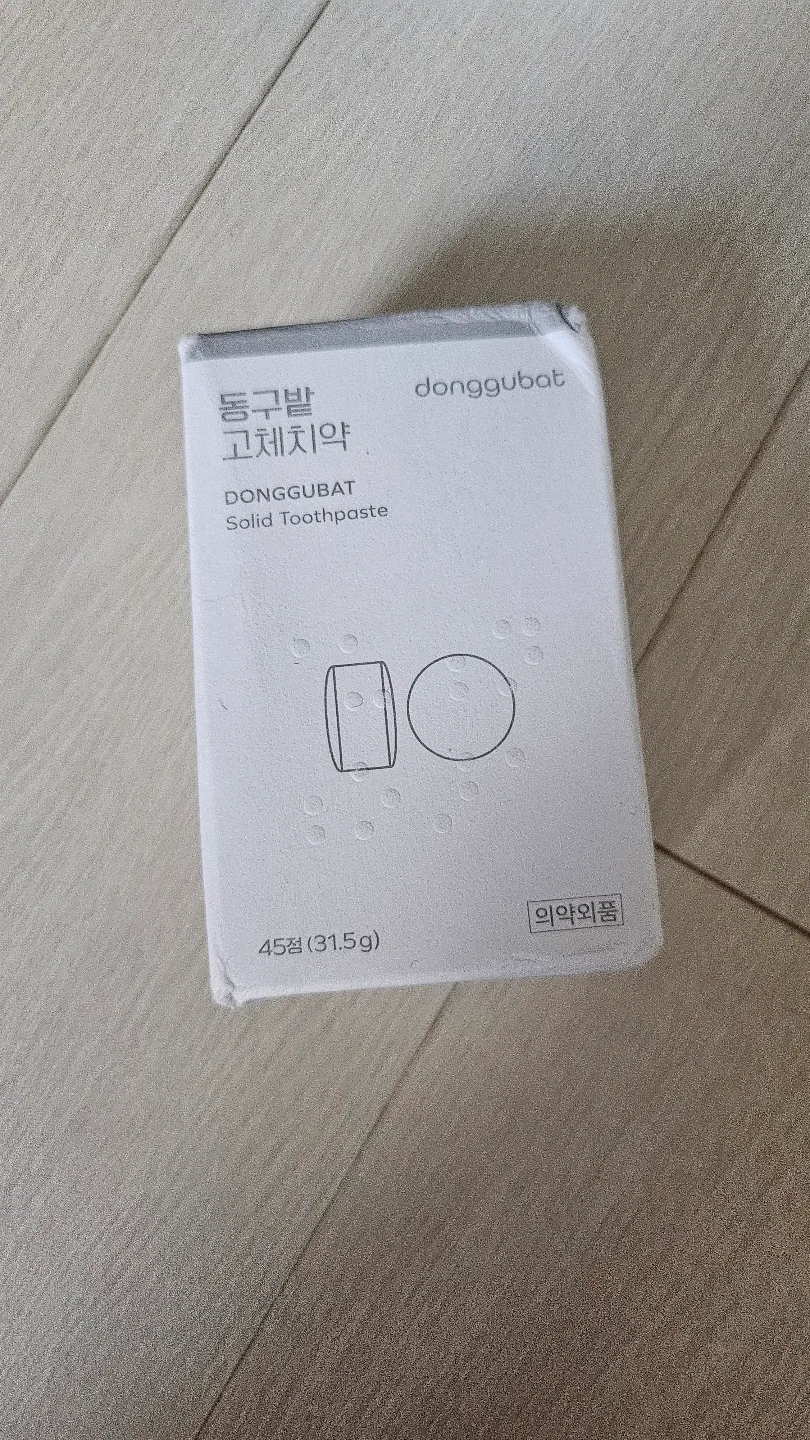 동구밭
고체치약
donggubat
DONGGUBAT
Solid Toothpaste
45정 (31.5g)
의약외품